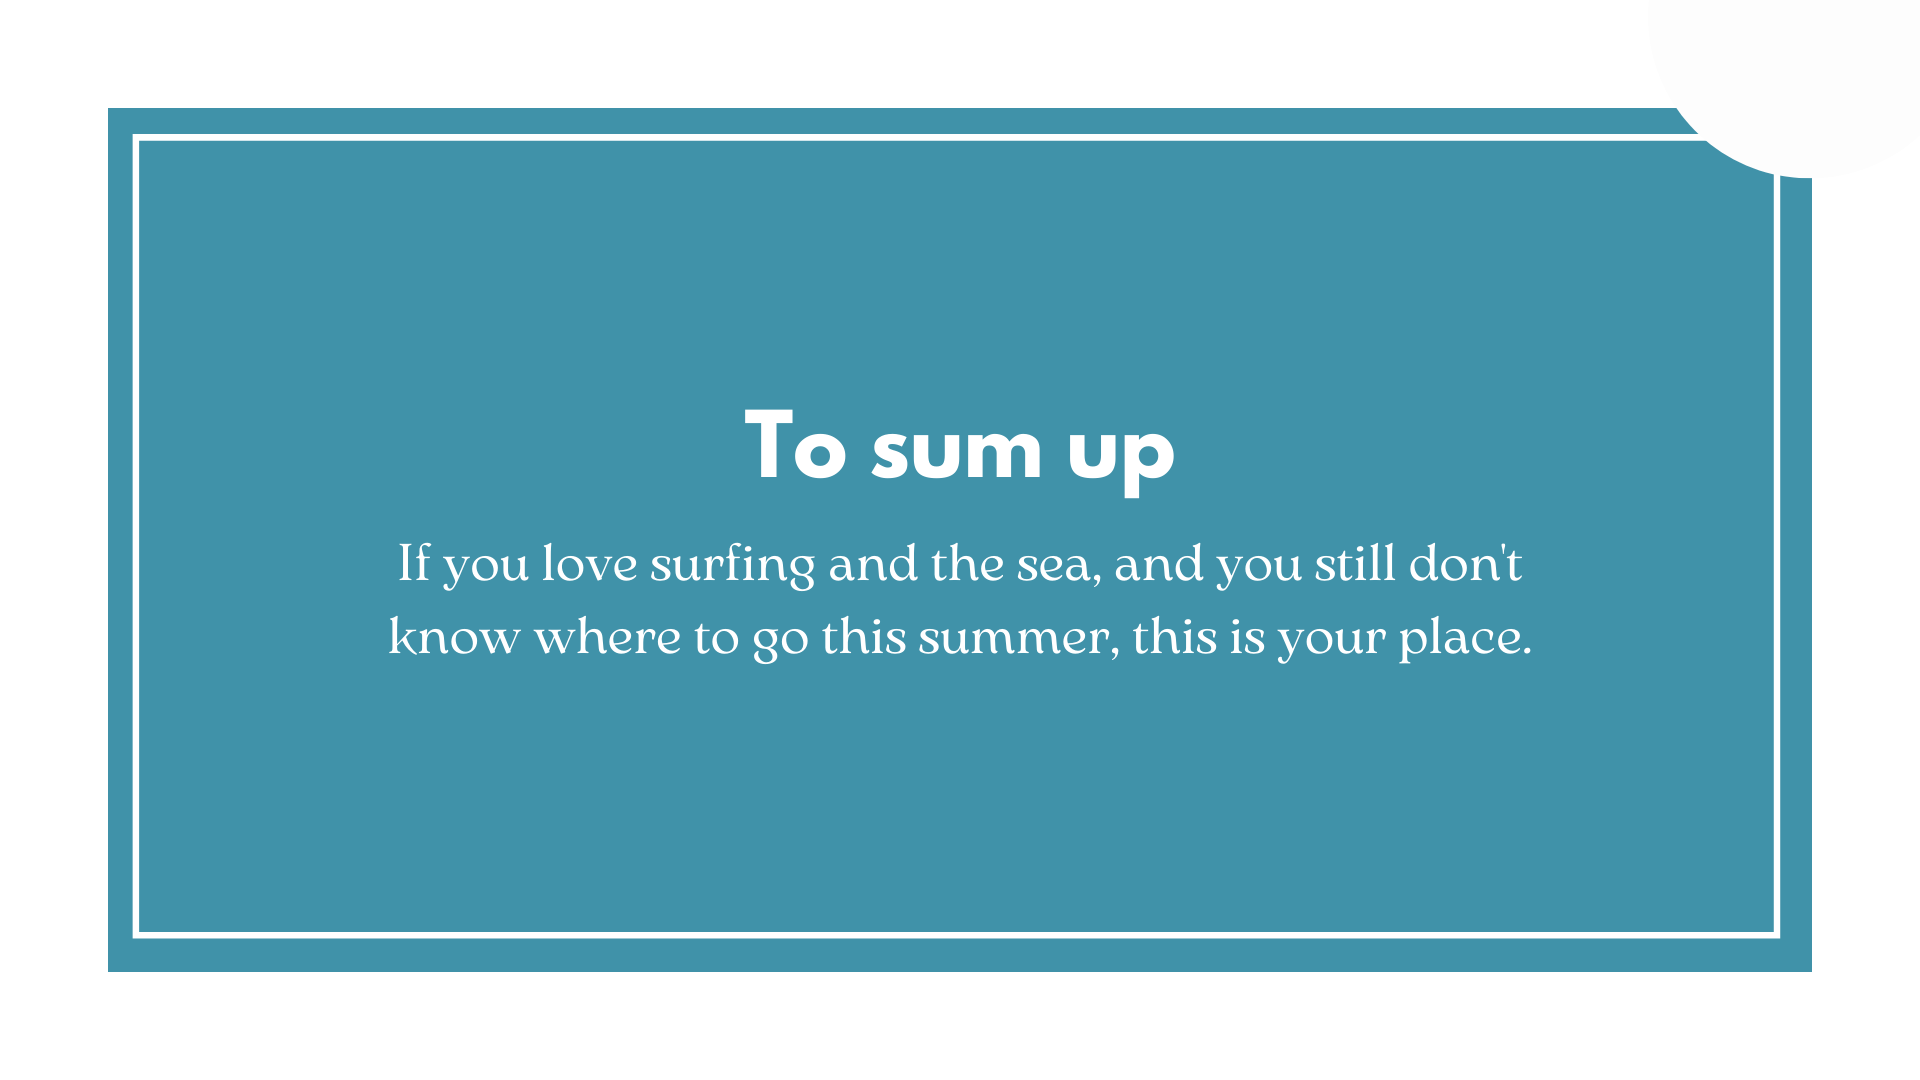 To sum up
If you love surfing and the sea, and you still don't
know where to go this summer, this is your place.